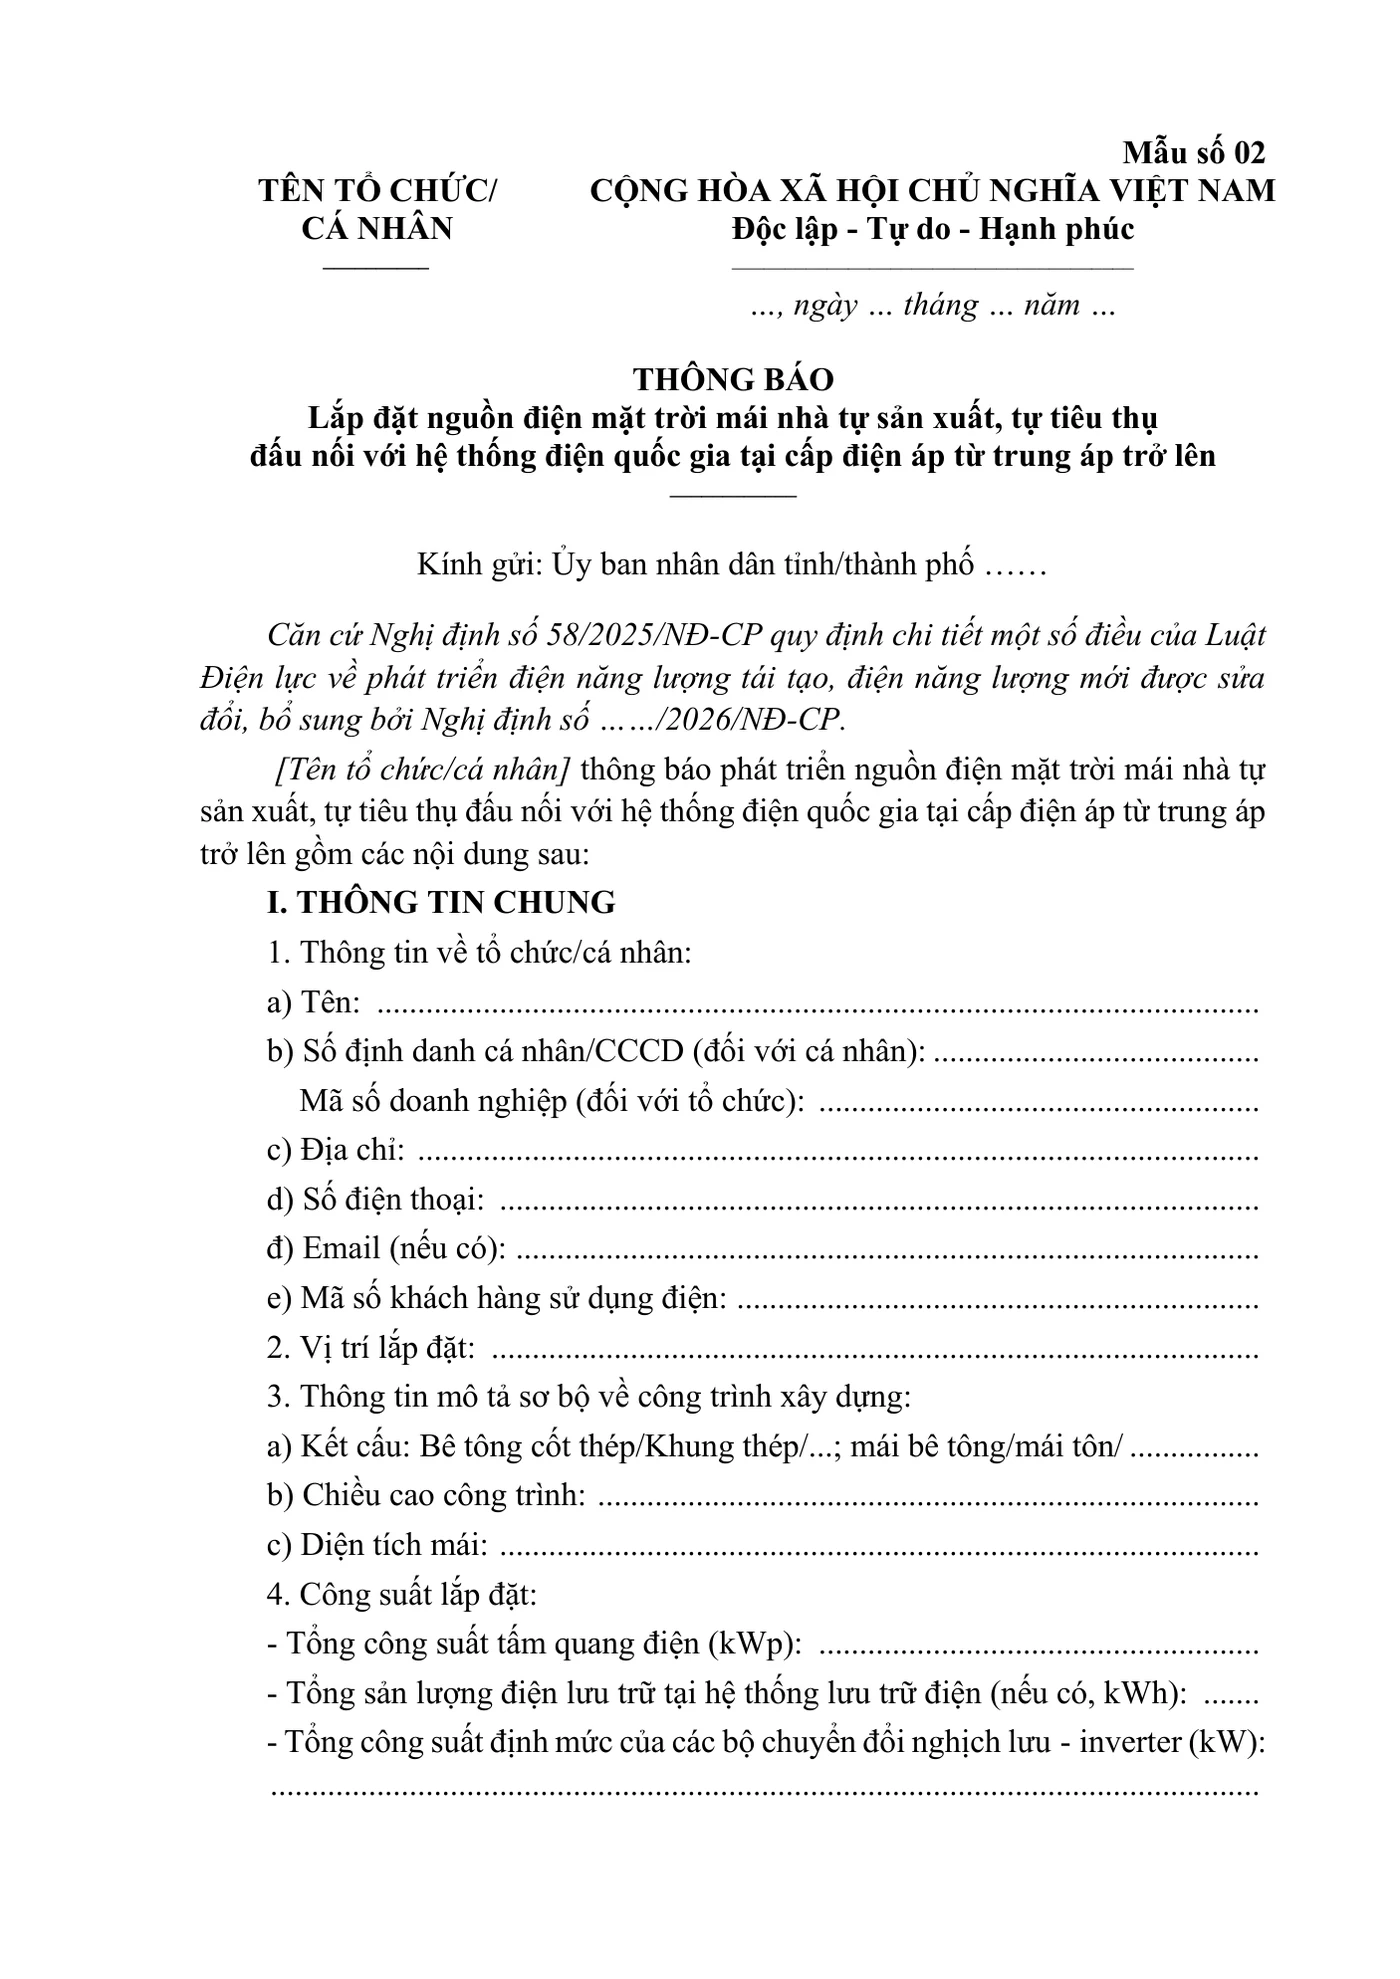 Mẫu số 02
TÊN TỔ CHỨC/
CÁ NHÂN
CỘNG HÒA XÃ HỘI CHỦ NGHĨA VIỆT NAM
Độc lập - Tự do - Hạnh phúc
…, ngày … tháng … năm …
THÔNG BÁO
Lắp đặt nguồn điện mặt trời mái nhà tự sản xuất, tự tiêu thụ
đấu nối với hệ thống điện quốc gia tại cấp điện áp từ trung áp trở lên
Kính gửi: Ủy ban nhân dân tỉnh/thành phố ……
Căn cứ Nghị định số 58/2025/NĐ-CP quy định chi tiết một số điều của Luật
Điện lực về phát triển điện năng lượng tái tạo, điện năng lượng mới được sửa
đổi, bổ sung bởi Nghị định số ……/2026/NĐ-CP.
[Tên tổ chức/cá nhân] thông báo phát triển nguồn điện mặt trời mái nhà tự
sản xuất, tự tiêu thụ đấu nối với hệ thống điện quốc gia tại cấp điện áp từ trung áp
trở lên gồm các nội dung sau:
I. THÔNG TIN CHUNG
1. Thông tin về tổ chức/cá nhân:
a) Tên: ............................................................................................................
b) Số định danh cá nhân/CCCD (đối với cá nhân): ........................................
Mã số doanh nghiệp (đối với tổ chức): ......................................................
c) Địa chỉ: .......................................................................................................
d) Số điện thoại: .............................................................................................
đ) Email (nếu có): ...........................................................................................
e) Mã số khách hàng sử dụng điện: ................................................................
2. Vị trí lắp đặt: ..............................................................................................
3. Thông tin mô tả sơ bộ về công trình xây dựng:
a) Kết cấu: Bê tông cốt thép/Khung thép/...; mái bê tông/mái tôn/ ................
b) Chiều cao công trình: .................................................................................
c) Diện tích mái: .............................................................................................
4. Công suất lắp đặt:
- Tổng công suất tấm quang điện (kWp): ......................................................
- Tổng sản lượng điện lưu trữ tại hệ thống lưu trữ điện (nếu có, kWh): .......
- Tổng công suất định mức của các bộ chuyển đổi nghịch lưu - inverter (kW):
.........................................................................................................................